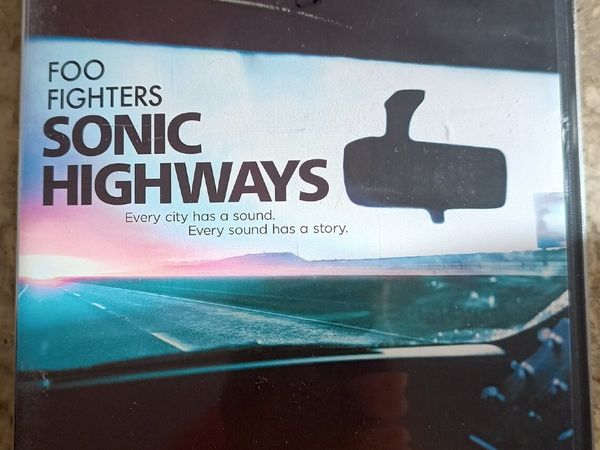 FOO
FIGHTERS
SONIC
HIGHWAYS
Every city has a sound.
Every sound has a story.